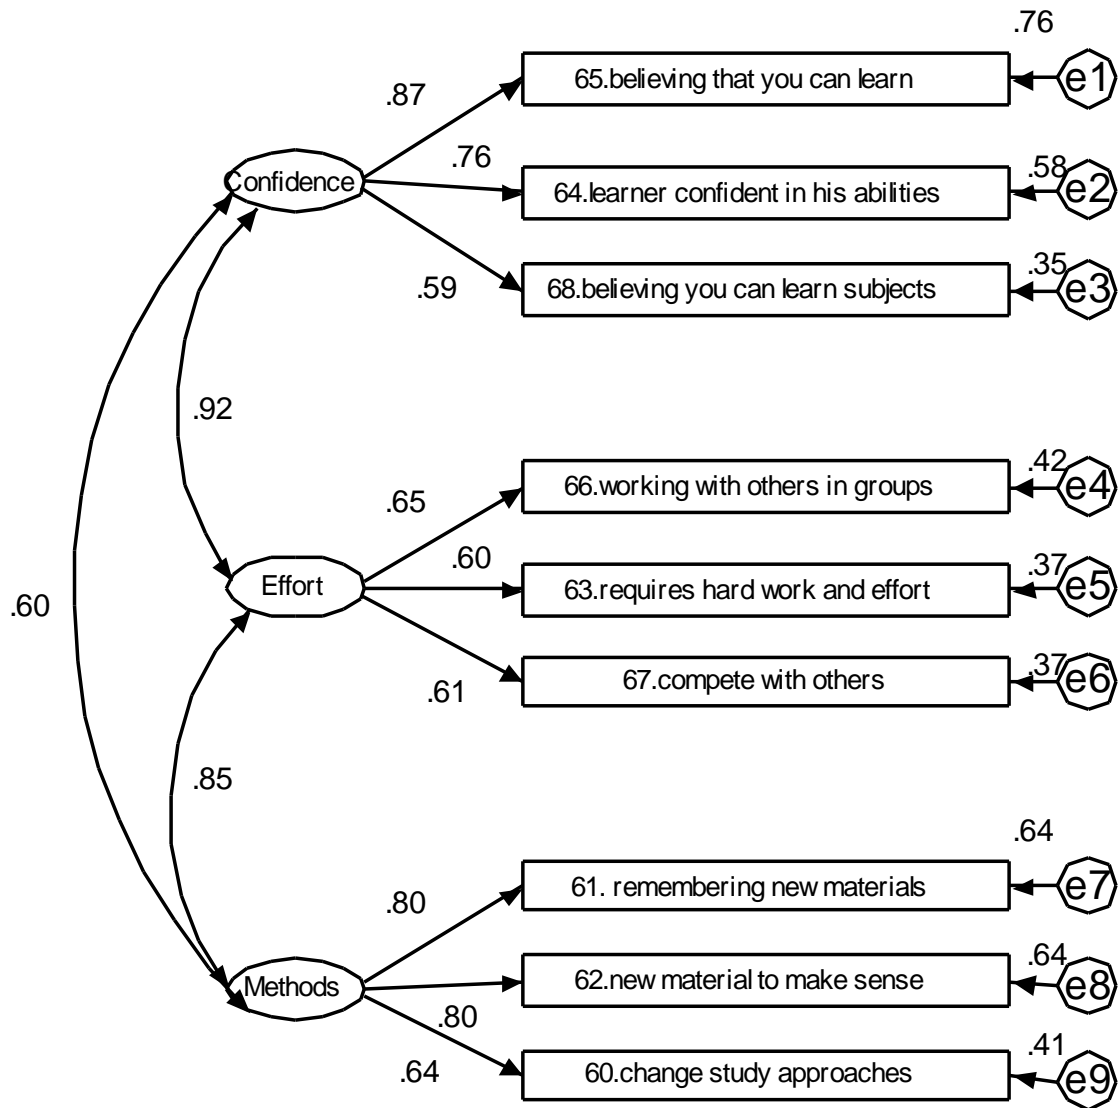 .76
65.believing that you can learn
e1
.87
Confidence
.76
64.learner confident in his abilities
.58
e2
.59
68.believing you can learn subjects
.35
e3
.92
.65
66.working with others in groups
.42
e4
Effort
.60
63.requires hard work and effort
.37
e5
.60
.61
67.compete with others
.37
e6
.85
.64
.80
61. remembering new materials
e7
Methods
62.new material to make sense
.64
e8
.80
.64
60.change study approaches
.41
e9